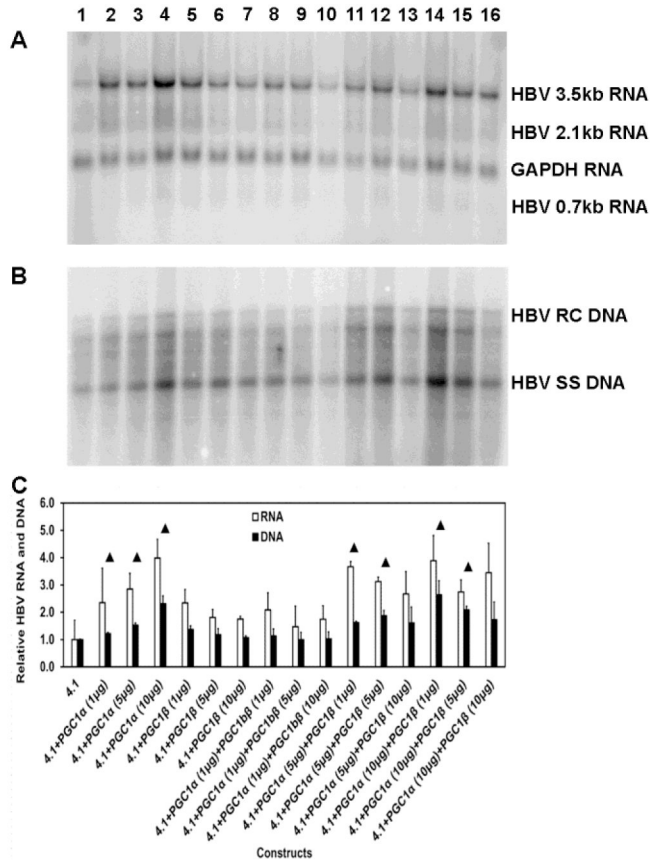 1 2 3 4 5 6 7 8 9 10 11 12 13 14 15 16
A
HBV 3.5kb RNA
HBV 2.1kb RNA
GAPDH RNA
HBV 0.7kb RNA
B
HBV RC DNA
HBV SS DNA
C
Relative HBV RNA and DNA
6.0
5.0
4.0
3.0
2.0
1.0
0.0
RNA
DNA
4.1
4.1+PGC1α (1μg)
4.1+PGC1α (5μg)
4.1+PGC1α (10μg)
4.1+PGC1β (1μg)
4.1+PGC1β (5μg)
4.1+PGC1β (10μg)
4.1+PGC1α (1μg)+PGC1bβ (1μg)
4.1+PGC1α (1μg)+PGC1bβ (5μg)
4.1+PGC1α (1μg)+PGC1bβ (10μg)
4.1+PGC1α (5μg)+PGC1β (1μg)
4.1+PGC1α (5μg)+PGC1β (5μg)
4.1+PGC1α (5μg)+PGC1β (10μg)
4.1+PGC1α (10μg)+PGC1β (1μg)
4.1+PGC1α (10μg)+PGC1β (5μg)
4.1+PGC1α (10μg)+PGC1β (10μg)
Constructs